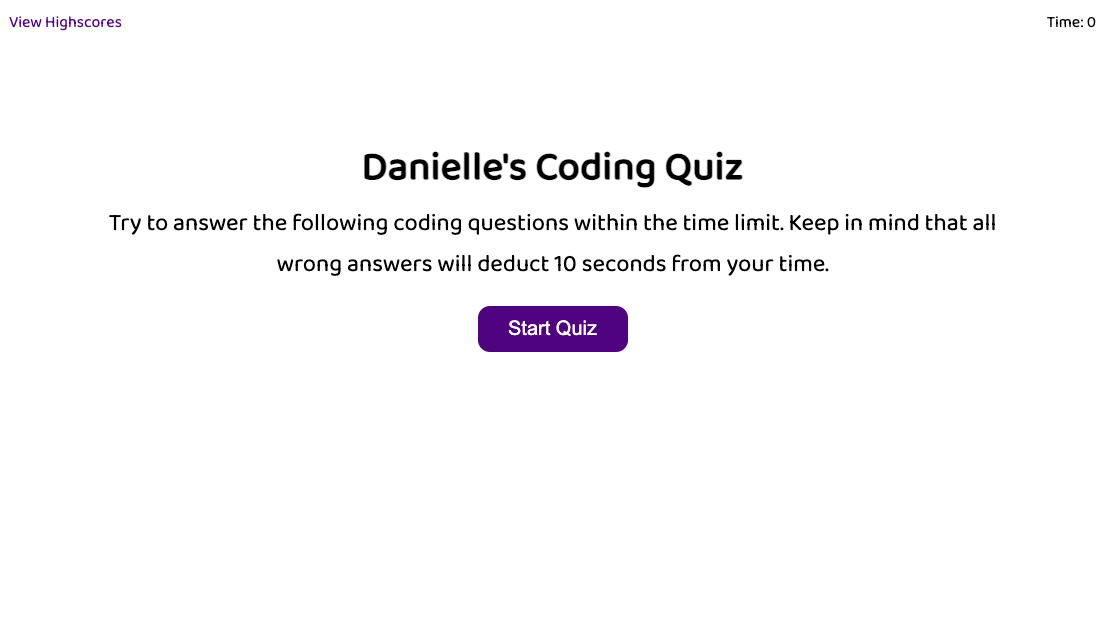 View Highscores
Time: 0
Danielle's Coding Quiz
Try to answer the following coding questions within the time limit. Keep in mind that all
wrong answers will deduct 10 seconds from your time.
Start Quiz